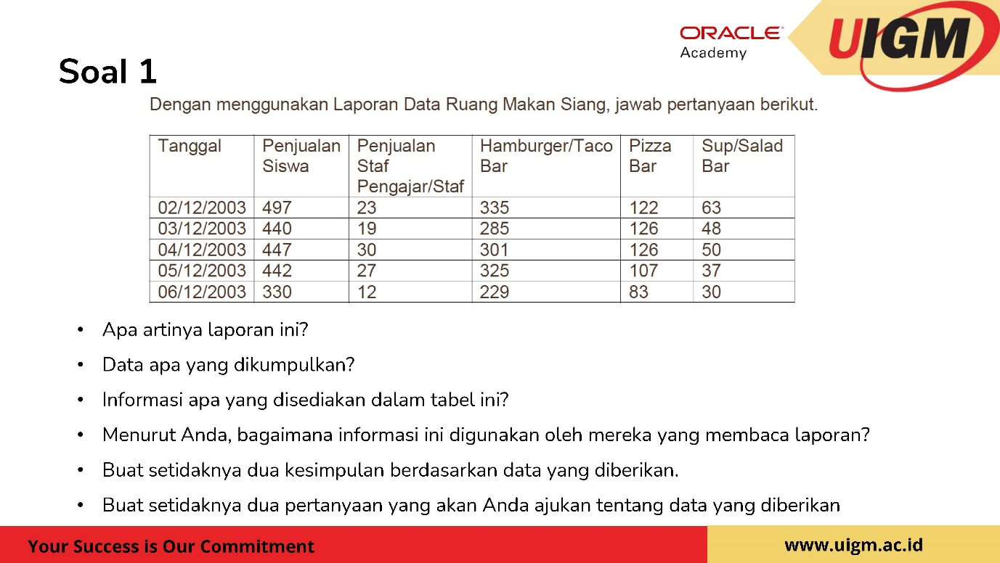 ORACLE
Academy
UIGM
Soal 1
Dengan menggunakan Laporan Data Ruang Makan Siang, jawab pertanyaan berikut.
Tanggal Penjualan Siswa Penjualan Staf Pengajar/Staf Hamburger/Taco Bar Pizza Bar Sup/Salad Bar
02/12/2003 497 23 335 122 63
03/12/2003 440 19 285 126 48
04/12/2003 447 30 301 126 50
05/12/2003 442 27 325 107 37
06/12/2003 330 12 229 83 30
• Apa artinya laporan ini?
• Data apa yang dikumpulkan?
• Informasi apa yang disediakan dalam tabel ini?
• Menurut Anda, bagaimana informasi ini digunakan oleh mereka yang membaca laporan?
• Buat setidaknya dua kesimpulan berdasarkan data yang diberikan.
• Buat setidaknya dua pertanyaan yang akan Anda ajukan tentang data yang diberikan
Your Success is Our Commitment
www.uigm.ac.id